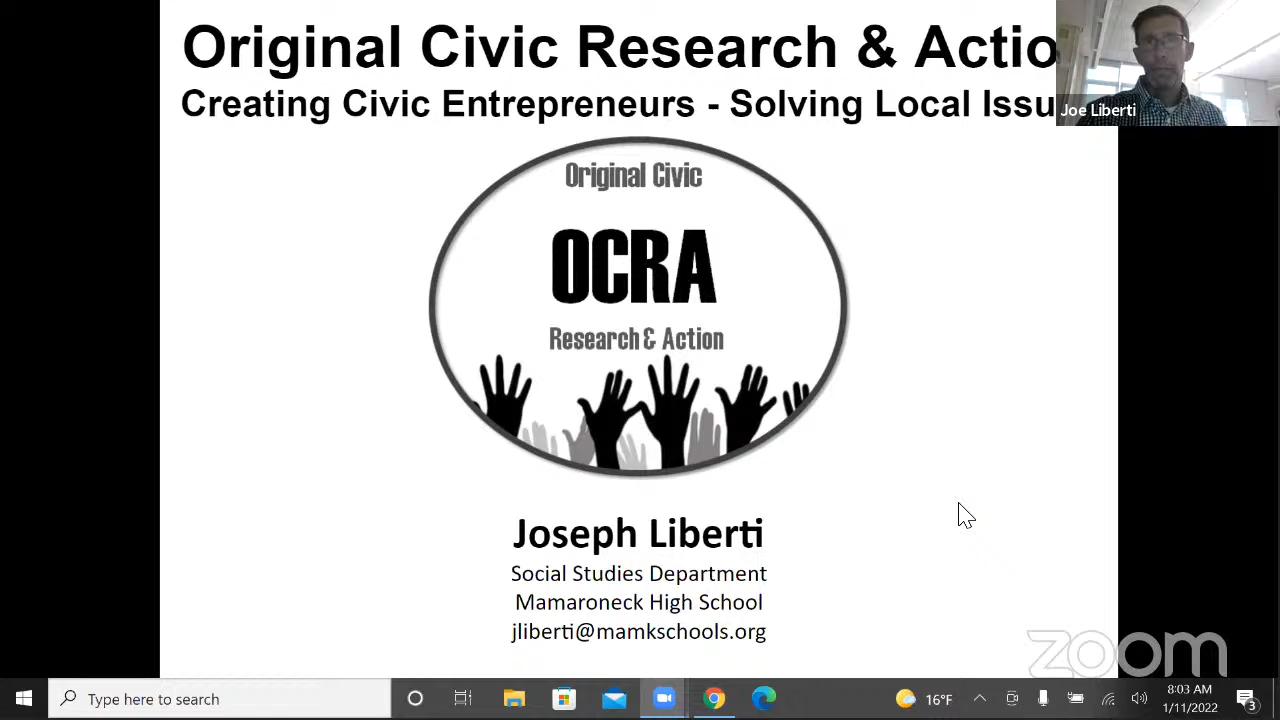 Original Civic Research & Actio
Creating Civic Entrepreneurs - Solving Local Issu
Joe Liberti
Original Civic
OCRA
Research & Action
Joseph Liberti
Social Studies Department
Mamaroneck High School
jliberti@mamkschools.org
zoom
Type here to search
16°F
8:03 AM
1/11/2022
3